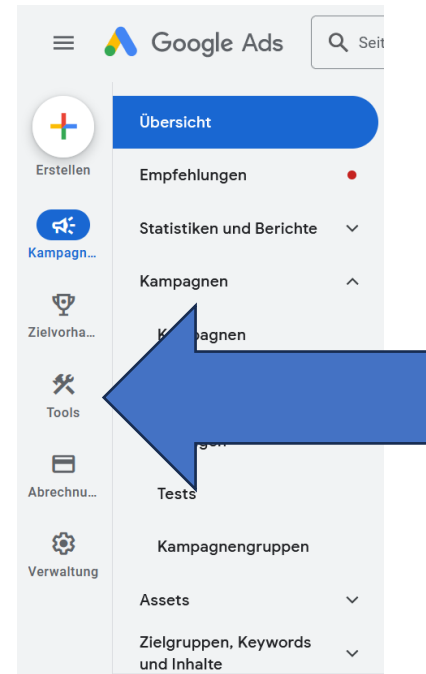 Google Ads
Seit
Erstellen
Kampagn...
Zielvorha...
Tools
Abrechnu...
Verwaltung
Übersicht
Empfehlungen
Statistiken und Berichte
Kampagnen
Tests
Kampagnengruppen
Assets
Zielgruppen, Keywords
und Inhalte